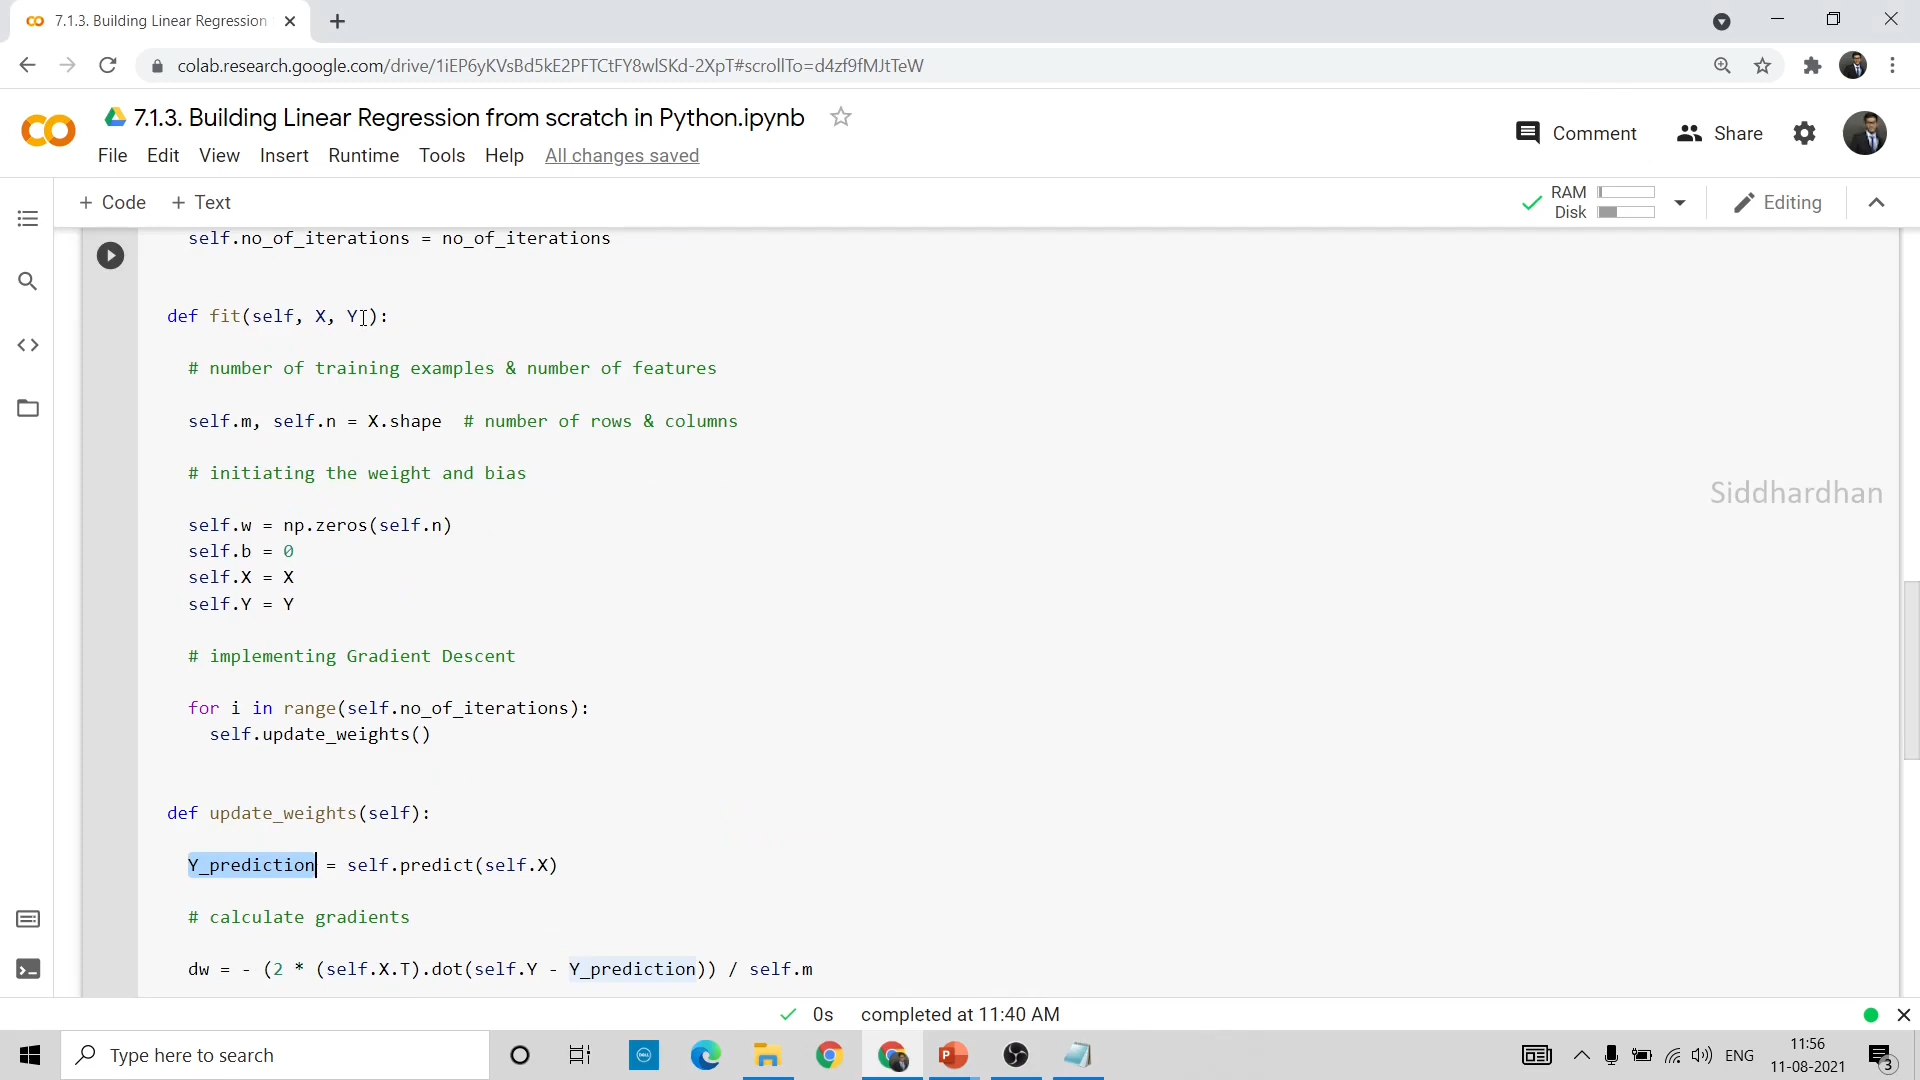 7.1.3. Building Linear Regression
colab.research.google.com/drive/1iEP6yKVsBd5kE2PFTCtFY8wlSKd-2XpT#scrollTo=d4zf9fMJtTeW
7.1.3. Building Linear Regression from scratch in Python.ipynb
Comment
Share
File Edit View Insert Runtime Tools Help All changes saved
+ Code + Text
RAM
Disk
Editing
self.no_of_iterations = no_of_iterations
def fit(self, X, Y):
# number of training examples & number of features
self.m, self.n = X.shape # number of rows & columns
# initiating the weight and bias
Siddhardhan
self.w = np.zeros(self.n)
self.b = 0
self.X = X
self.Y = Y
# implementing Gradient Descent
for i in range(self.no_of_iterations):
self.update_weights()
def update_weights(self):
Y_prediction = self.predict(self.X)
# calculate gradients
dw = - (2 * (self.X.T).dot(self.Y - Y_prediction)) / self.m
0s completed at 11:40 AM
Type here to search
ENG
11:56
11-08-2021
3